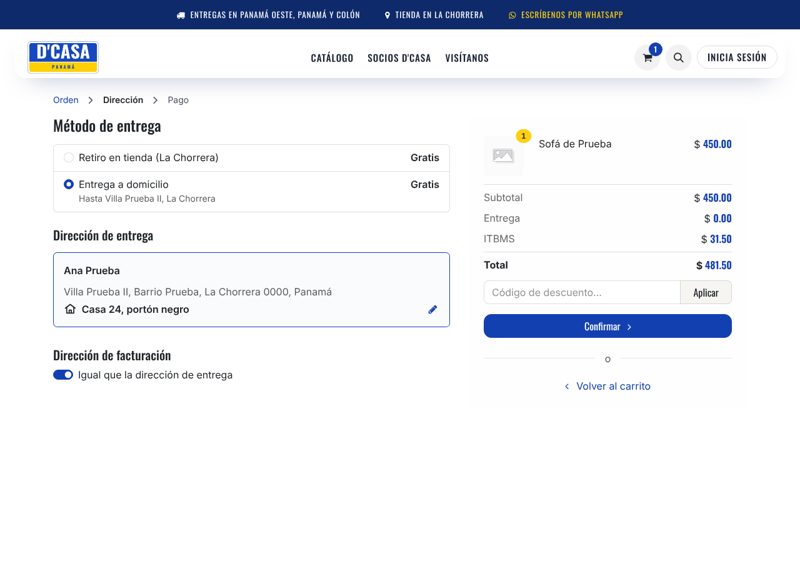 ENTREGAS EN PANAMÁ OESTE, PANAMÁ Y COLÓN
TIENDA EN LA CHORRERA
ESCRÍBENOS POR WHATSAPP
D'CASA
PANAMÁ
CATÁLOGO
SOCIOS D'CASA
VISÍTANOS
1
INICIA SESIÓN
Orden > Dirección > Pago
Método de entrega
Retiro en tienda (La Chorrera) Gratis
Entrega a domicilio Gratis
Hasta Villa Prueba II, La Chorrera
Dirección de entrega
Ana Prueba
Villa Prueba II, Barrio Prueba, La Chorrera 0000, Panamá
Casa 24, portón negro
Dirección de facturación
Igual que la dirección de entrega
1
Sofá de Prueba $ 450.00
Subtotal $ 450.00
Entrega $ 0.00
ITBMS $ 31.50
Total $ 481.50
Código de descuento... Aplicar
Confirmar >
o
< Volver al carrito